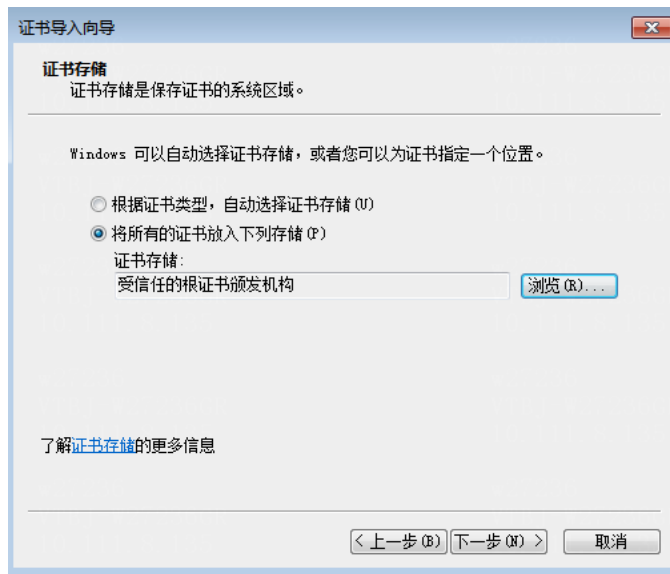 证书导入向导
证书存储
证书存储是保存证书的系统区域。
Windows 可以自动选择证书存储，或者您可以为证书指定一个位置。
根据证书类型，自动选择证书存储(U)
将所有的证书放入下列存储(P)
证书存储:
受信任的根证书颁发机构 浏览(R)...
了解证书存储的更多信息
< 上一步(B) 下一步(N) > 取消